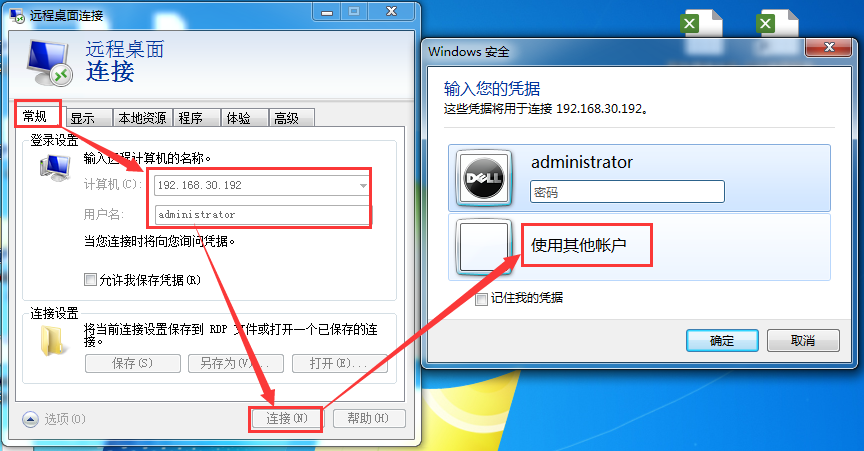 远程桌面连接
远程桌面
连接
常规
显示
本地资源
程序
体验
高级
登录设置
输入远程计算机的名称。
计算机(C):
192.168.30.192
用户名:
administrator
当您连接时将向您询问凭据。
允许我保存凭据(R)
连接设置
将当前连接设置保存到 RDP 文件或打开一个已保存的连
接。
保存(S)
另存为(V)...
打开(E)...
选项(O)
连接(N)
帮助(H)
Windows 安全
输入您的凭据
这些凭据将用于连接 192.168.30.192。
DELL
administrator
密码
使用其他帐户
记住我的凭据
确定
取消